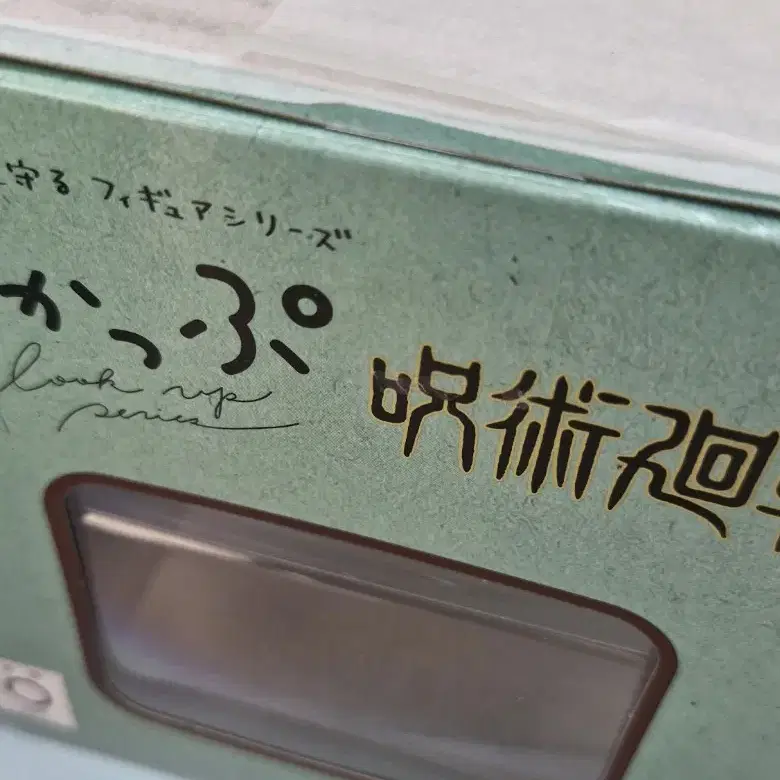 守る フィギュアシリーズ
かっぷ
look up
series
呪術廻